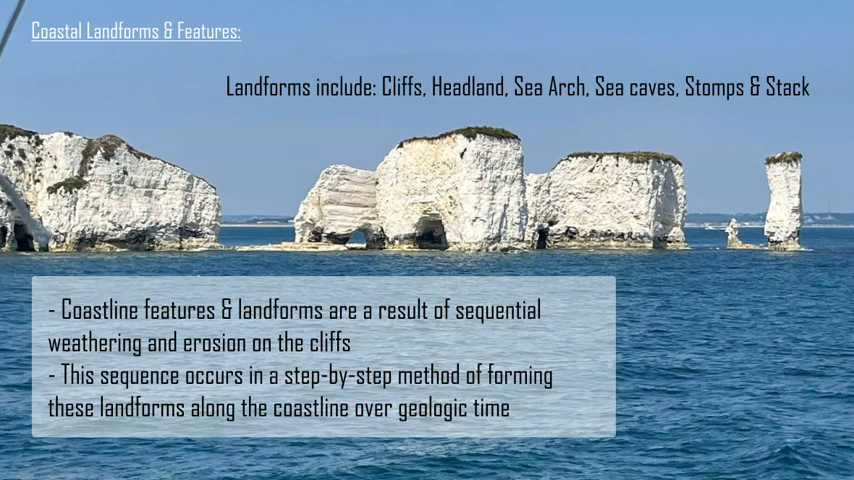 Coastal Landforms & Features:
Landforms include: Cliffs, Headland, Sea Arch, Sea caves, Stomps & Stack
- Coastline features & landforms are a result of sequential
weathering and erosion on the cliffs
- This sequence occurs in a step-by-step method of forming
these landforms along the coastline over geologic time